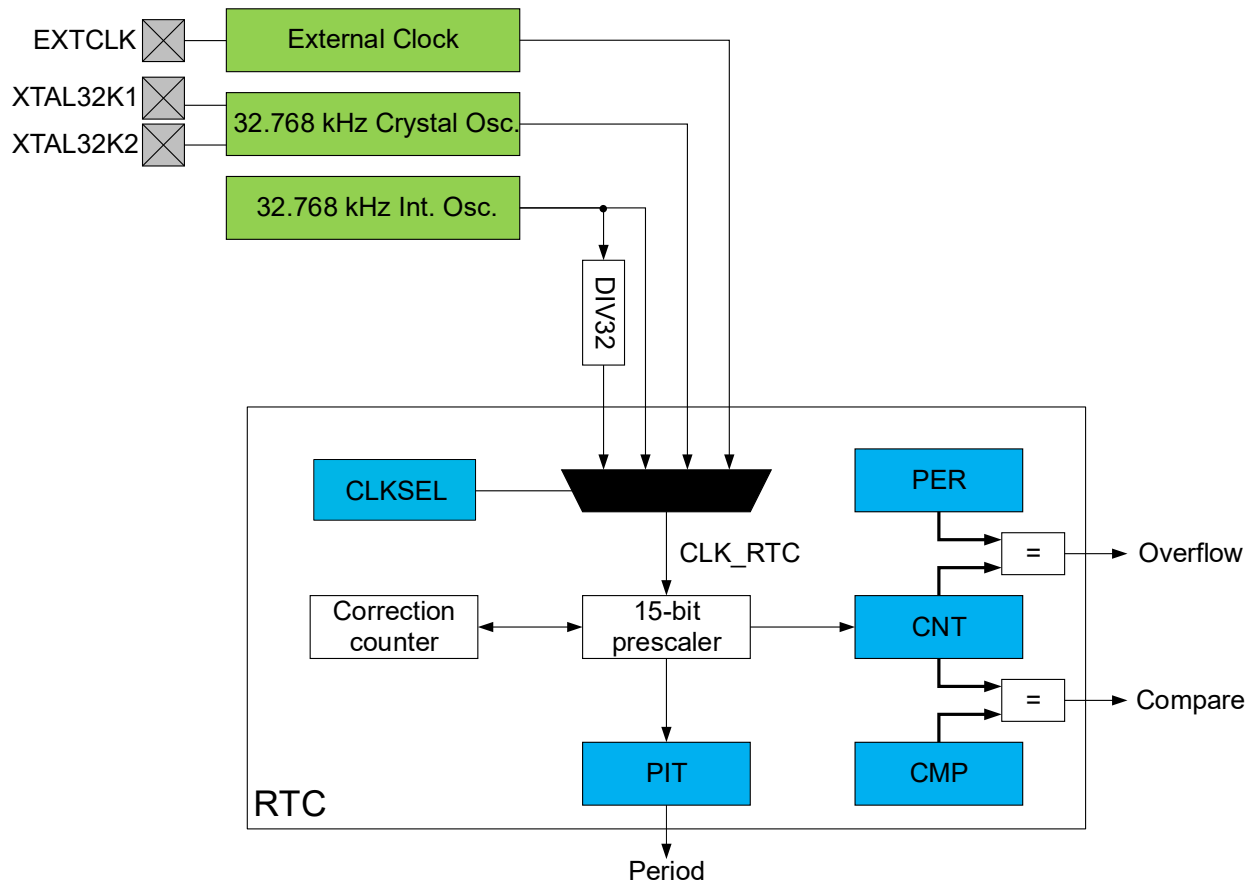 EXTCLK
External Clock
XTAL32K1
XTAL32K2
32.768 kHz Crystal Osc.
32.768 kHz Int. Osc.
DIV32
CLKSEL
PER
CLK_RTC
=
Overflow
Correction
counter
15-bit
prescaler
CNT
=
Compare
PIT
CMP
RTC
Period